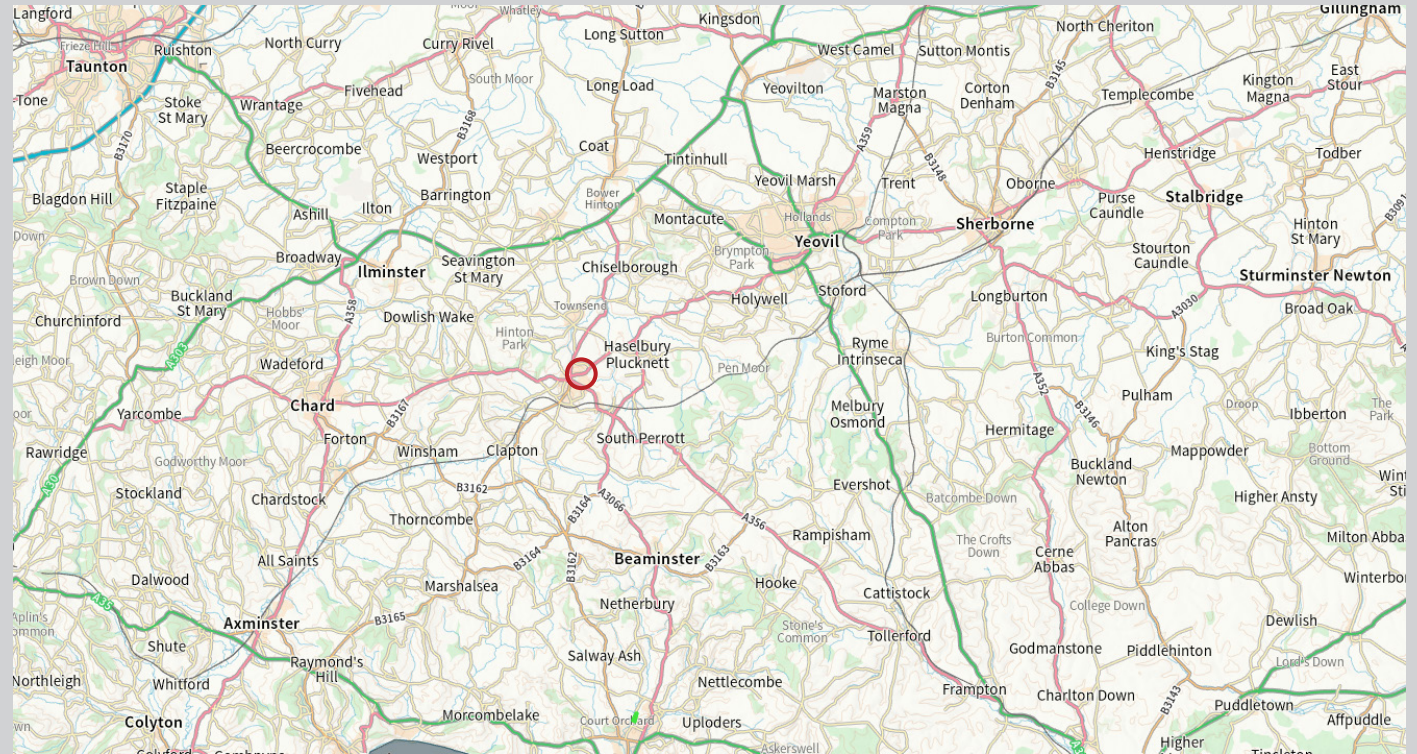 Langford
Whatley
Kingsdon
North Cheriton
Gillingham
Frieze Hill
Ruishton
North Curry
Curry Rivel
Long Sutton
West Camel
Sutton Montis
Taunton
South Moor
Long Load
Yeovilton
Marston
Magna
Corton
Denham
B3145
Templecombe
Kington
Magna
East
Stour
Tone
Stoke
St Mary
Wrantage
Fivehead
B3170
B3168
Beercrocombe
Westport
Coat
Tintinhull
A359
B3148
Henstridge
Todber
Blagdon Hill
Staple
Fitzpaine
Barrington
Bower
Hinton
Yeovil Marsh
Trent
Oborne
Purse
Caundle
Stalbridge
B3091
Ashill
Ilton
Montacute
Hollands
Compton
Park
Sherborne
Hinton
St Mary
Down
Broadway
Ilminster
Seavington
St Mary
Chiselborough
Brympton
Park
Yeovil
Stourton
Caundle
Sturminster Newton
Brown Down
Buckland
St Mary
Townsend
Holywell
Stoford
Longburton
A3030
Broad Oak
Churchinford
Hobbs'
Moor
A358
Dowlish Wake
Hinton
Park
Haselbury
Plucknett
Ryme
Intrinseca
Burton Common
King's Stag
leigh Moor
A303
Wadeford
Pen Moor
A352
Pulham
Droop
The
Park
Yarcombe
Chard
B3167
Melbury
Osmond
B3146
Ibberton
Rawridge
Forton
Winsham
Clapton
South Perrott
Hermitage
Mappowder
Bottom
Ground
Godworthy Moor
A30
Stockland
Chardstock
B3162
B3164
A3066
Evershot
Batcombe Down
Buckland
Newton
Higher Ansty
Thorncombe
A356
Rampisham
The Crofts
Down
Alton
Pancras
Milton Abba
All Saints
B3164
B3162
Beaminster
B3163
Cerne
Abbas
Dalwood
Marshalsea
Hooke
Cattistock
Winterbo
A35
Netherbury
College Down
Axminster
B3165
Stone's
Common
Tollerford
Dewlish
Shute
Raymond's
Hill
Salway Ash
Godmanstone
Piddlehinton
Lord's Down
Northleigh
Whitford
Nettlecombe
Frampton
Charlton Down
B3143
Puddletown
Colyton
Morcombelake
Court Orchard
Uploders
Affpuddle
Askerswell
Higher